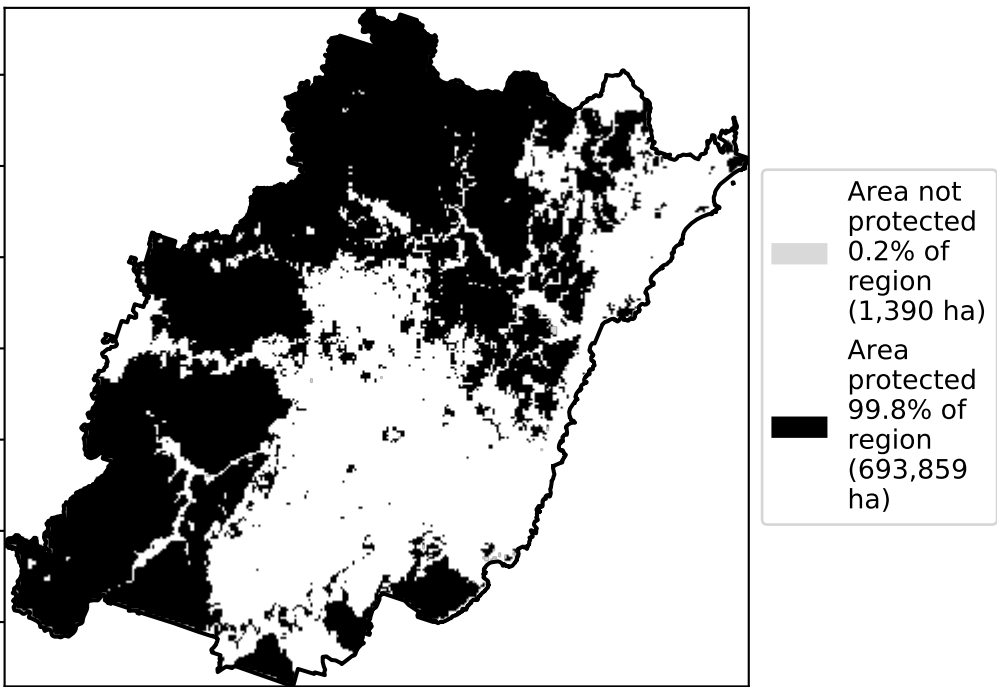 Area not
protected
0.2% of
region
(1,390 ha)
Area
protected
99.8% of
region
(693,859
ha)